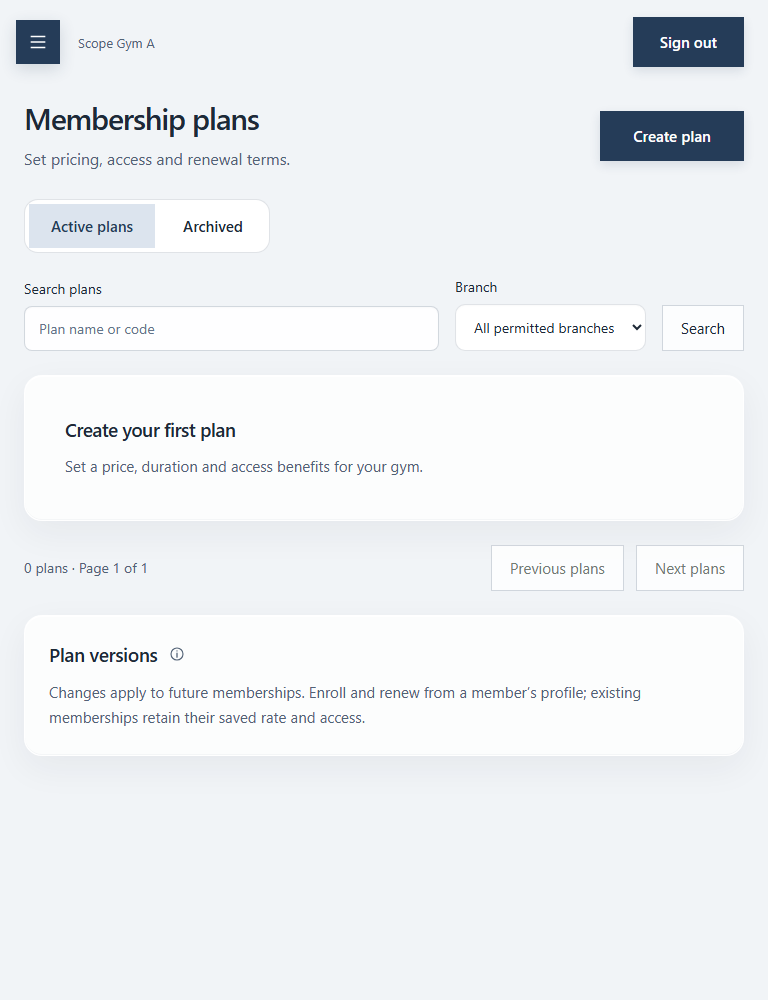 Scope Gym A
Sign out
Membership plans
Set pricing, access and renewal terms.
Create plan
Active plans
Archived
Search plans
Branch
Plan name or code
All permitted branches
Search
Create your first plan
Set a price, duration and access benefits for your gym.
0 plans · Page 1 of 1
Previous plans
Next plans
Plan versions
Changes apply to future memberships. Enroll and renew from a member’s profile; existing
memberships retain their saved rate and access.